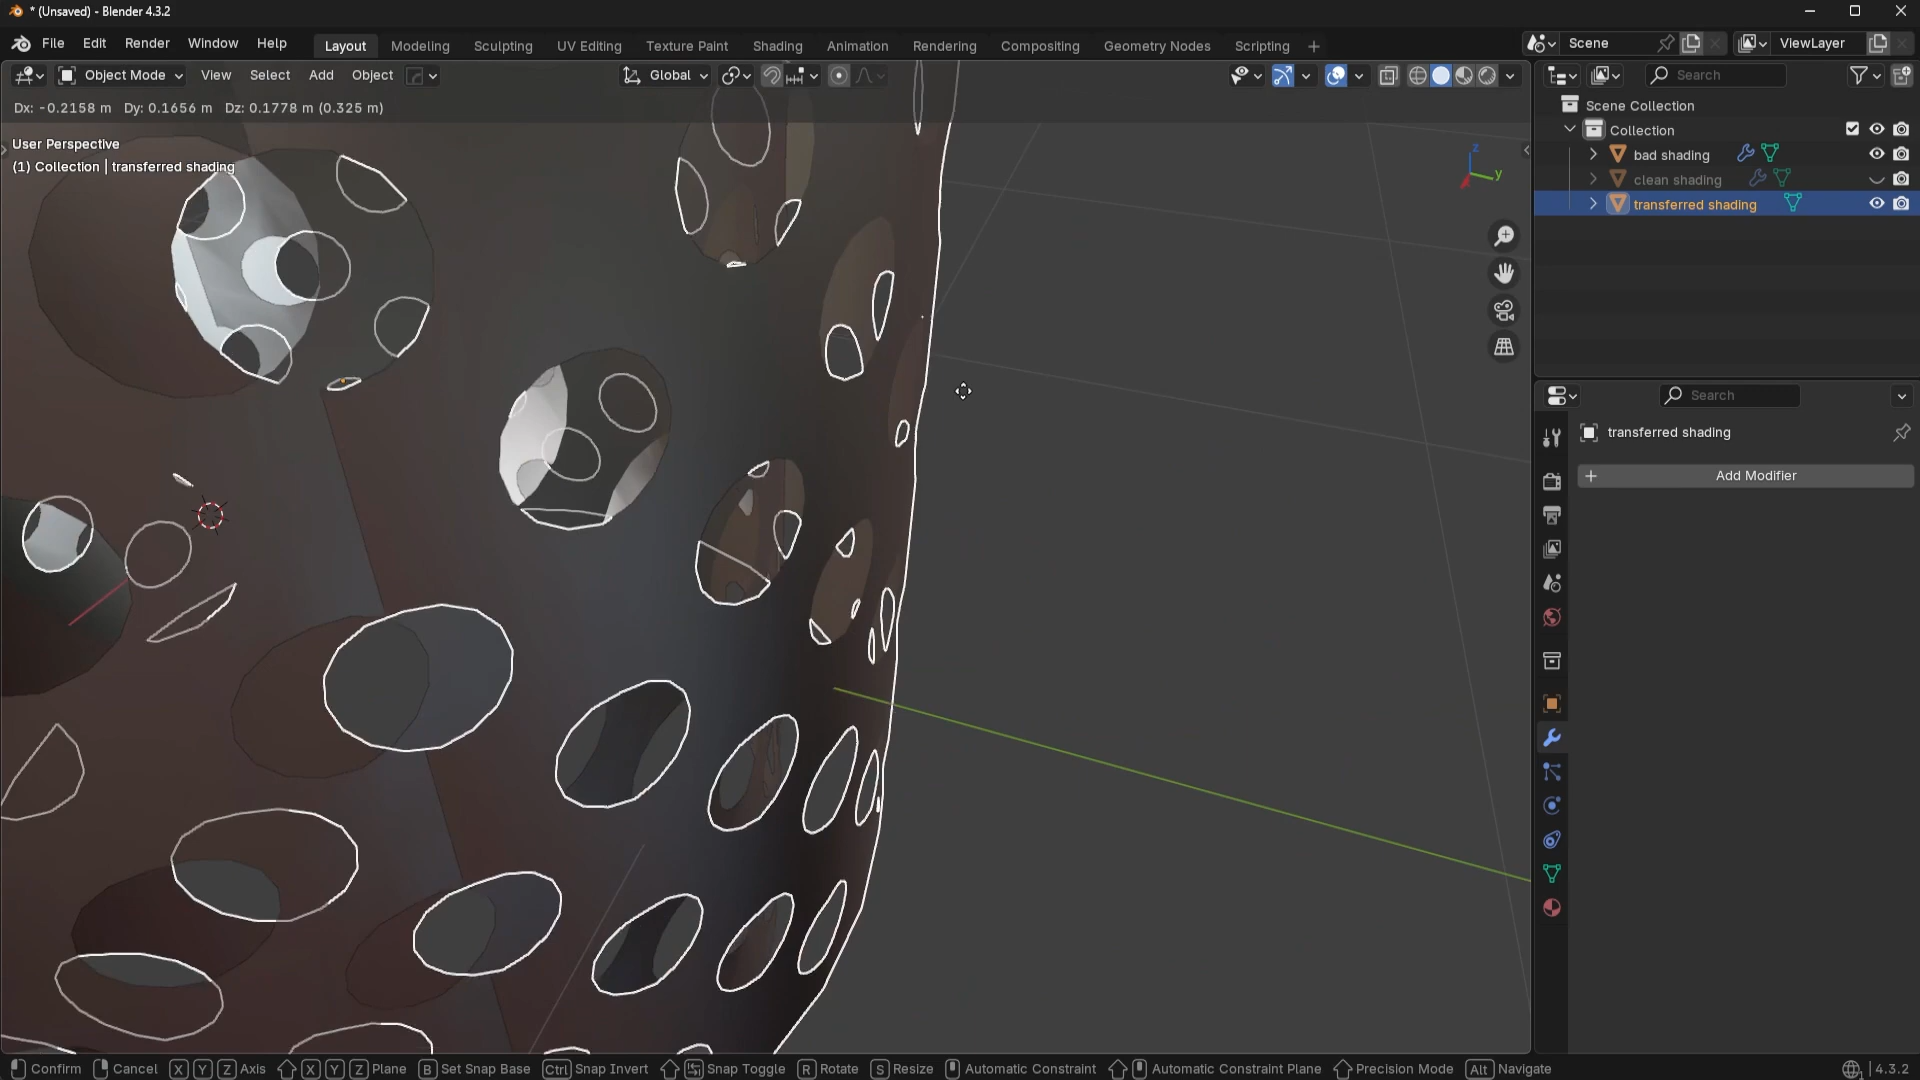 * (Unsaved) - Blender 4.3.2
File Edit Render Window Help
Layout Modeling Sculpting UV Editing Texture Paint Shading Animation Rendering Compositing Geometry Nodes Scripting +
Scene
ViewLayer
Object Mode View Select Add Object
Global
Search
Dx: -0.2158 m Dy: 0.1656 m Dz: 0.1778 m (0.325 m)
User Perspective
(1) Collection | transferred shading
z
y
Scene Collection
Collection
bad shading
clean shading
transferred shading
Search
transferred shading
+ Add Modifier
Confirm Cancel X Y Z Axis X Y Z Plane B Set Snap Base Ctrl Snap Invert Snap Toggle R Rotate S Resize Automatic Constraint Automatic Constraint Plane Precision Mode Alt Navigate
4.3.2